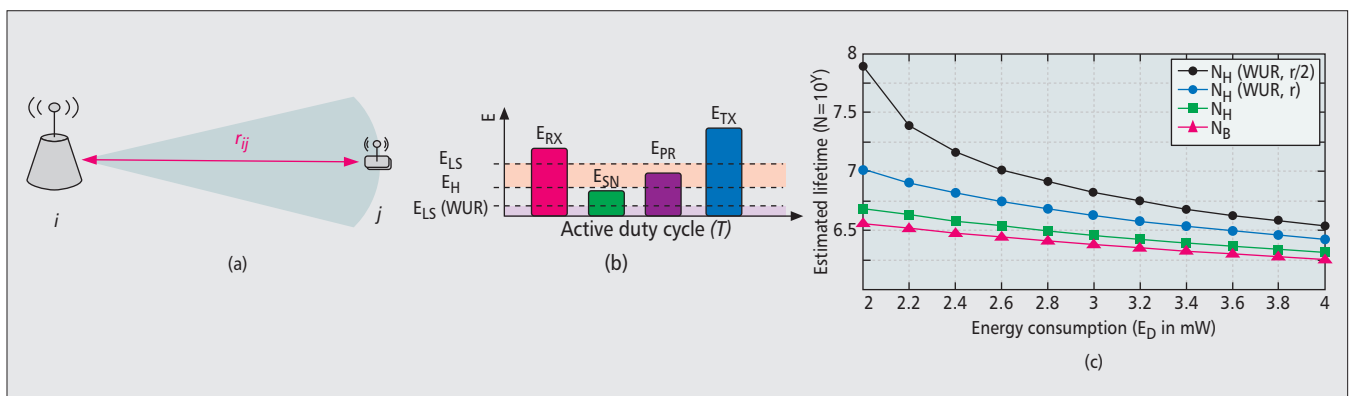 r_ij
i
j
(a)
E
E_LS
E_H
E_LS (WUR)
E_RX
E_SN
E_PR
E_TX
Active duty cycle (T)
(b)
Estimated lifetime (N=10^Y)
8
7.5
7
6.5
N_H (WUR, r/2)
N_H (WUR, r)
N_H
N_B
2 2.2 2.4 2.6 2.8 3 3.2 3.4 3.6 3.8 4
Energy consumption (E_D in mW)
(c)